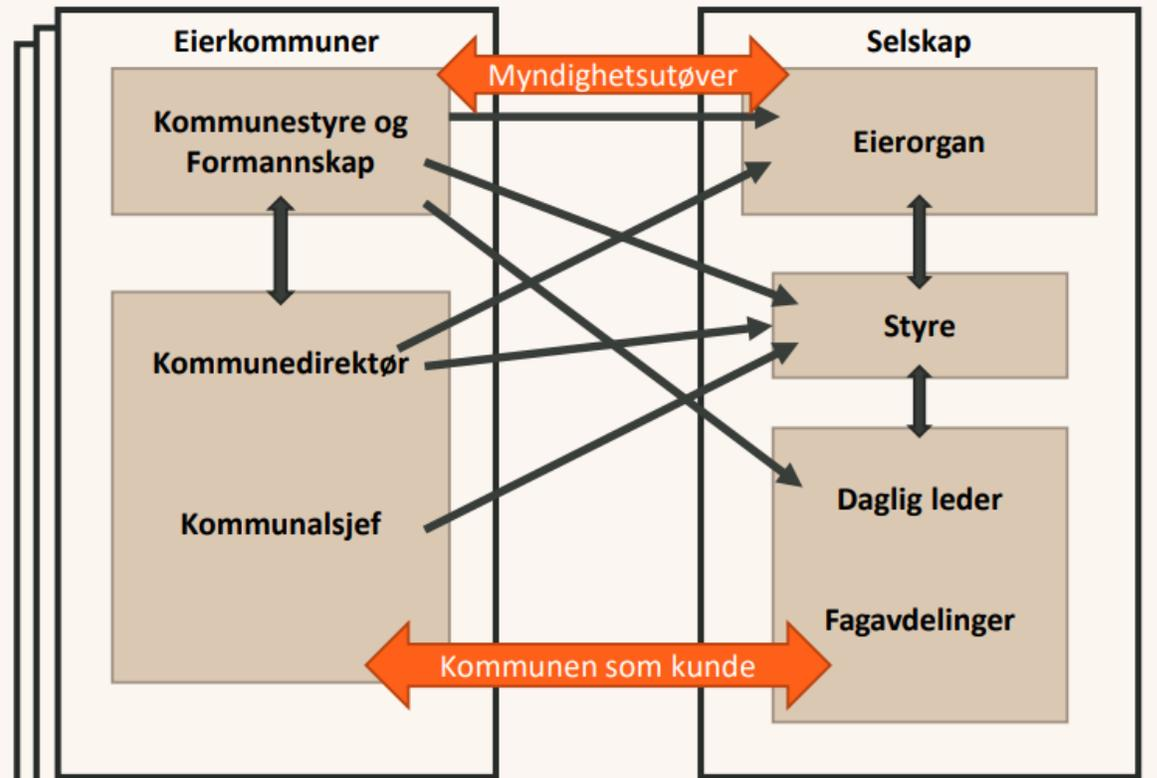 Eierkommuner
Selskap
Myndighetsutøver
Kommunestyre og
Formannskap
Eierorgan
Styre
Kommunedirektør
Daglig leder
Kommunalsjef
Fagavdelinger
Kommunen som kunde